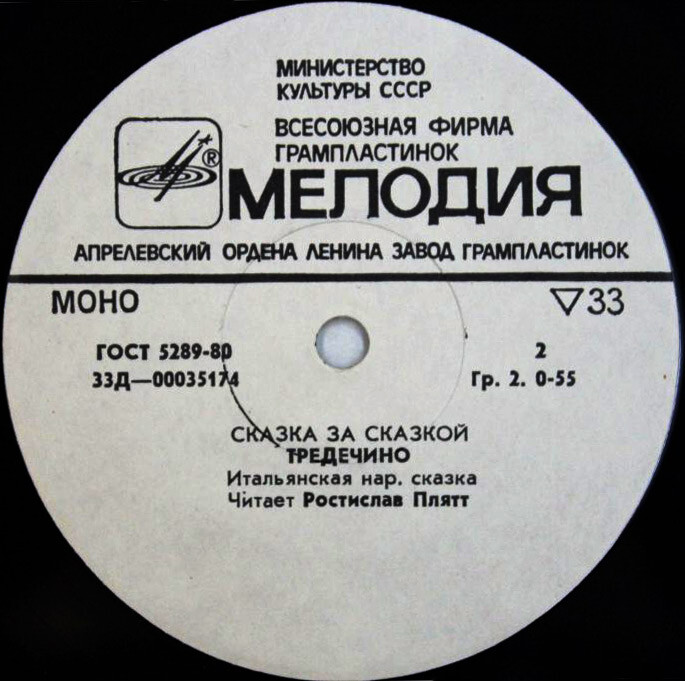 МИНИСТЕРСТВО
КУЛЬТУРЫ СССР
ВСЕСОЮЗНАЯ ФИРМА
ГРАМПЛАСТИНОК
®
МЕЛОДИЯ
АПРЕЛЕВСКИЙ ОРДЕНА ЛЕНИНА ЗАВОД ГРАМПЛАСТИНОК
МОНО ▽33
ГОСТ 5289-80 2
33Д—00035174 Гр. 2. 0-55
СКАЗКА ЗА СКАЗКОЙ
ТРЕДЕЧИНО
Итальянская нар. сказка
Читает Ростислав Плятт